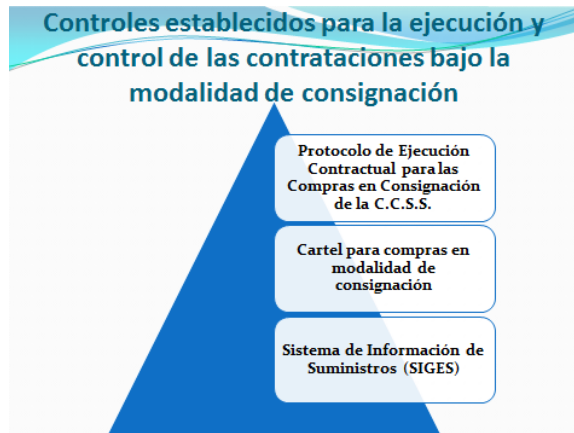 Controles establecidos para la ejecución y
control de las contrataciones bajo la
modalidad de consignación
Protocolo de Ejecución
Contractual para las
Compras en Consignación
de la C.C.S.S.
Cartel para compras en
modalidad de
consignación
Sistema de Información de
Suministros (SIGES)